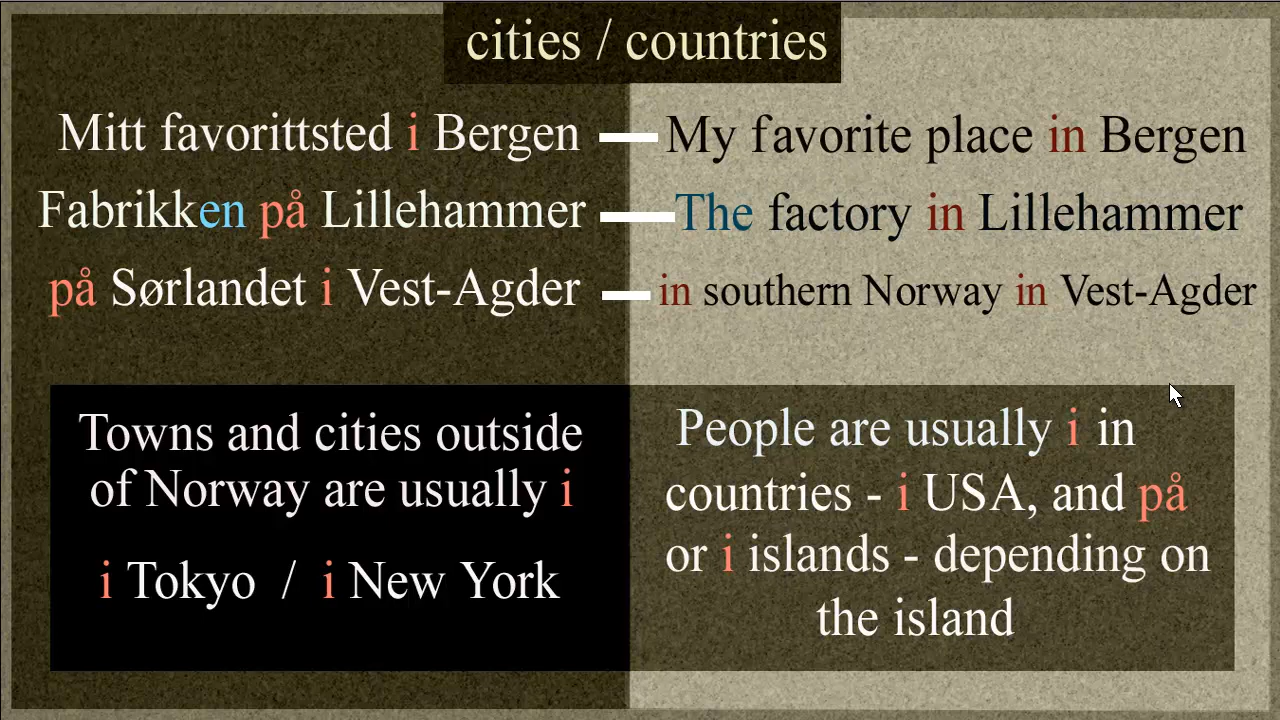 cities / countries
Mitt favorittsted i Bergen — My favorite place in Bergen
Fabrikken på Lillehammer — The factory in Lillehammer
på Sørlandet i Vest-Agder — in southern Norway in Vest-Agder
Towns and cities outside
of Norway are usually i
i Tokyo / i New York
People are usually i in
countries - i USA, and på
or i islands - depending on
the island